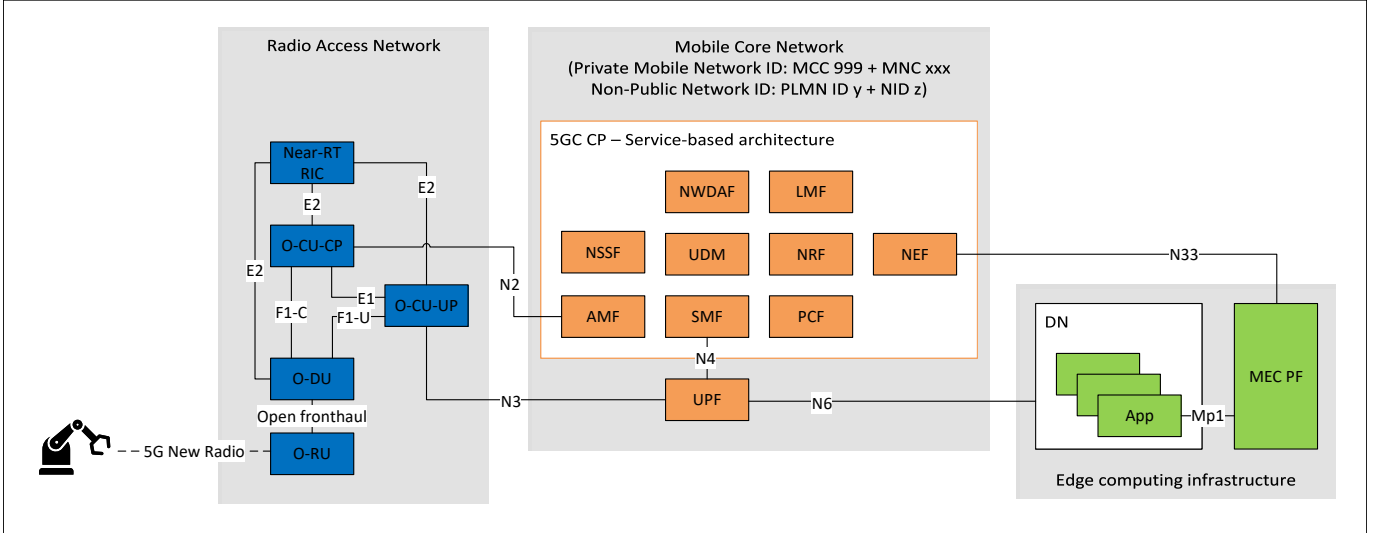 Radio Access Network
Mobile Core Network
(Private Mobile Network ID: MCC 999 + MNC xxx
Non-Public Network ID: PLMN ID y + NID z)
5GC CP – Service-based architecture
Near-RT
RIC
E2
E2
E2
O-CU-CP
E1
O-CU-UP
F1-C
F1-U
O-DU
Open fronthaul
O-RU
5G New Radio
N2
N3
NWDAF
LMF
NSSF
UDM
NRF
NEF
AMF
SMF
PCF
N4
UPF
N6
N33
DN
App
Mp1
MEC PF
Edge computing infrastructure